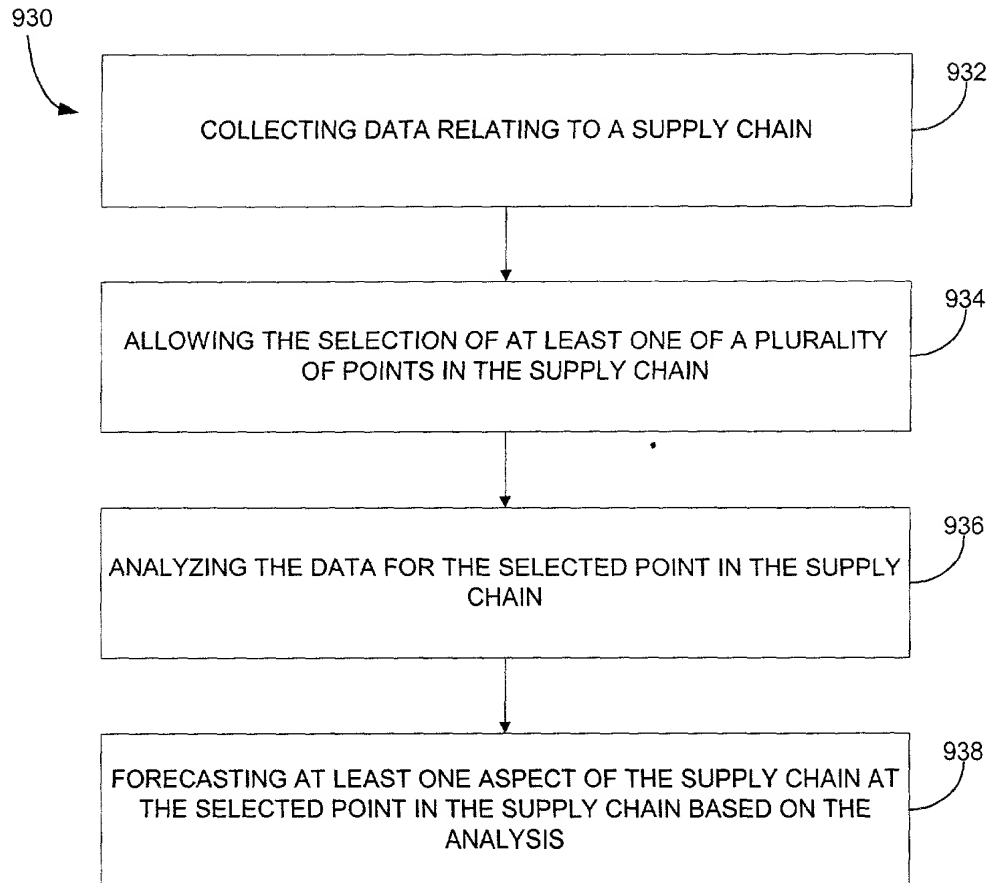 930
932
COLLECTING DATA RELATING TO A SUPPLY CHAIN
934
ALLOWING THE SELECTION OF AT LEAST ONE OF A PLURALITY
OF POINTS IN THE SUPPLY CHAIN
936
ANALYZING THE DATA FOR THE SELECTED POINT IN THE SUPPLY
CHAIN
938
FORECASTING AT LEAST ONE ASPECT OF THE SUPPLY CHAIN AT
THE SELECTED POINT IN THE SUPPLY CHAIN BASED ON THE
ANALYSIS